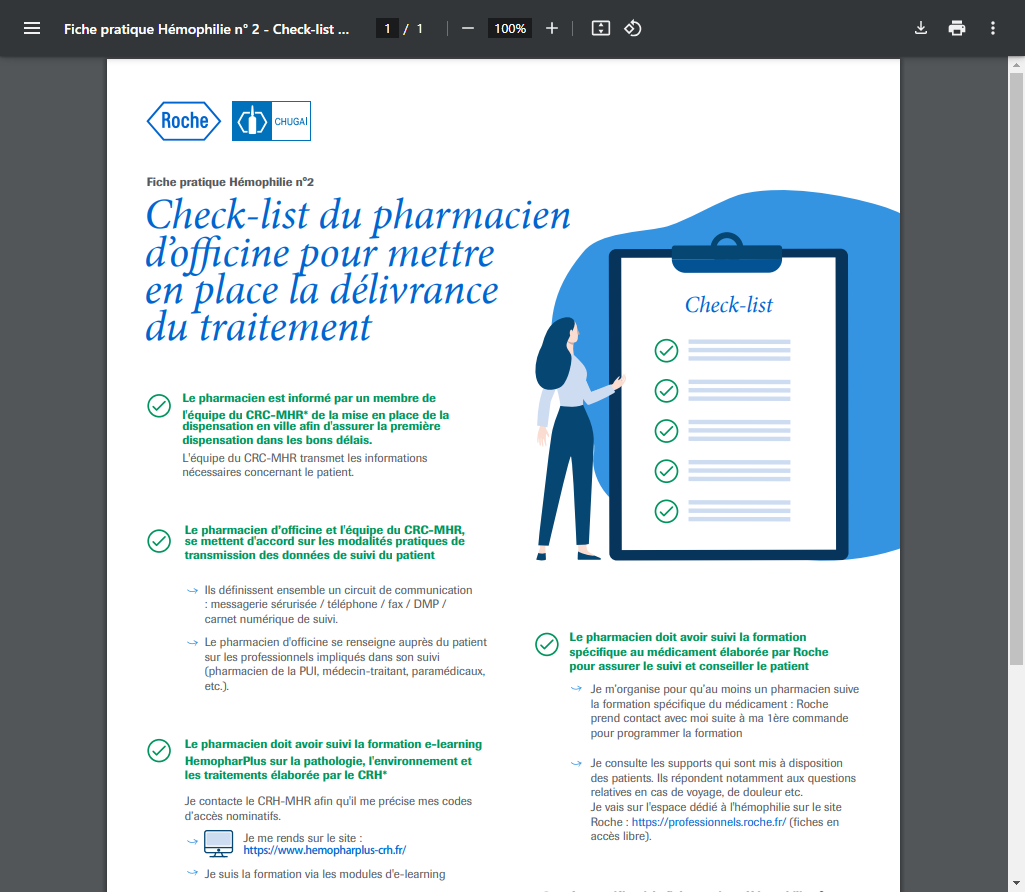 Fiche pratique Hémophilie n° 2 - Check-list ...
1 / 1
100%
Roche
CHUGAI
Fiche pratique Hémophilie n°2
Check-list du pharmacien
d'officine pour mettre
en place la délivrance
du traitement
Check-list
Le pharmacien est informé par un membre de
l'équipe du CRC-MHR* de la mise en place de la
dispensation en ville afin d'assurer la première
dispensation dans les bons délais.
L'équipe du CRC-MHR transmet les informations
nécessaires concernant le patient.
Le pharmacien d'officine et l'équipe du CRC-MHR,
se mettent d'accord sur les modalités pratiques de
transmission des données de suivi du patient
Ils définissent ensemble un circuit de communication
: messagerie sérurisée / téléphone / fax / DMP /
carnet numérique de suivi.
Le pharmacien d'officine se renseigne auprès du patient
sur les professionnels impliqués dans son suivi
(pharmacien de la PUI, médecin-traitant, paramédicaux,
etc.).
Le pharmacien doit avoir suivi la formation e-learning
HemopharPlus sur la pathologie, l'environnement et
les traitements élaborée par le CRH*
Je contacte le CRH-MHR afin qu'il me précise mes codes
d'accès nominatifs.
Je me rends sur le site :
https://www.hemopharplus-crh.fr/
Je suis la formation via les modules d'e-learning
Le pharmacien doit avoir suivi la formation
spécifique au médicament élaborée par Roche
pour assurer le suivi et conseiller le patient
Je m'organise pour qu'au moins un pharmacien suive
la formation spécifique du médicament : Roche
prend contact avec moi suite à ma 1ère commande
pour programmer la formation
Je consulte les supports qui sont mis à disposition
des patients. Ils répondent notamment aux questions
relatives en cas de voyage, de douleur etc.
Je vais sur l'espace dédié à l'hémophilie sur le site
Roche : https://professionnels.roche.fr/ (fiches en
accès libre).